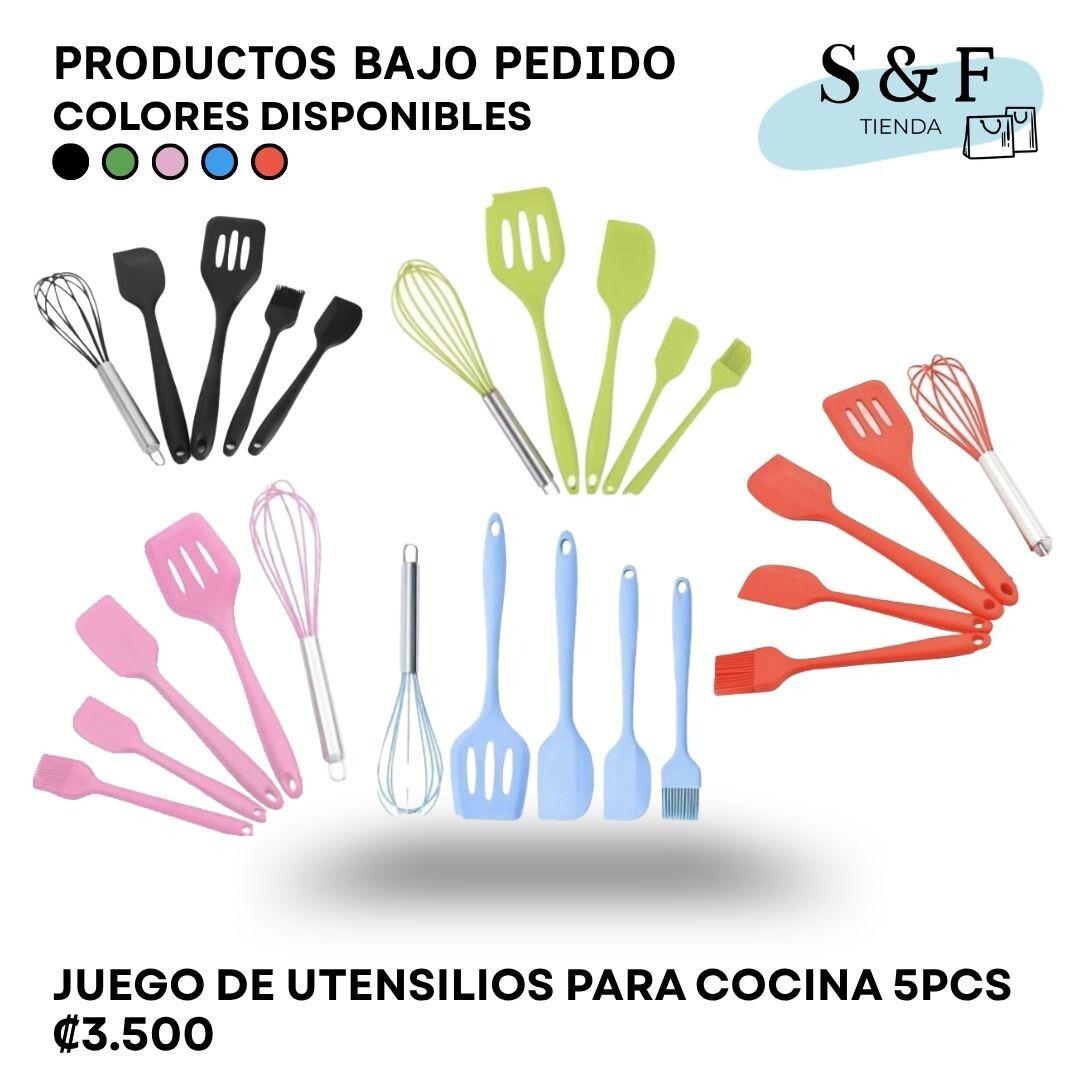 PRODUCTOS BAJO PEDIDO
COLORES DISPONIBLES
S & F
TIENDA
JUEGO DE UTENSILIOS PARA COCINA 5PCS
₡3.500